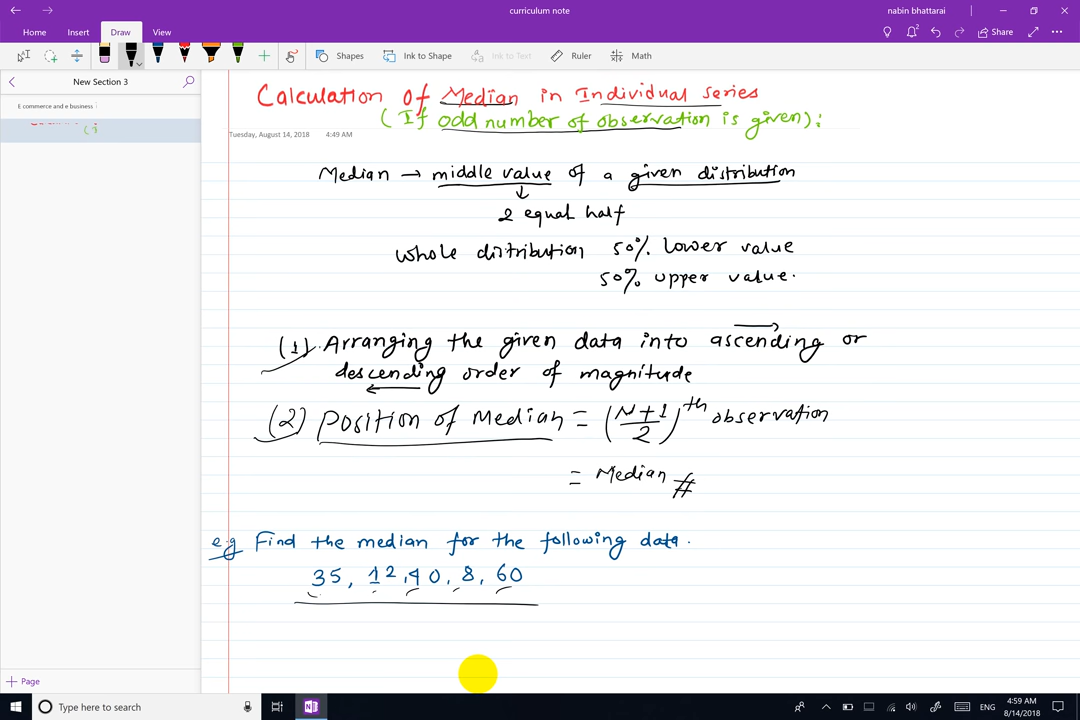 curriculum note
nabin bhattarai
Home
Insert
Draw
View
Share
Shapes
Ink to Shape
Ink to Text
Ruler
Math
New Section 3
E commerce and e business
Calculation of Median in Individual series
(If odd number of observation is given):
Tuesday, August 14, 2018 4:49 AM
Median → middle value of a given distribution
↓
2 equal half
whole distribution 50% lower value
50% upper value.
(1) Arranging the given data into ascending or
descending order of magnitude
(2) Position of Median = (N+1/2)th observation
= Median #
e.g Find the median for the following data.
35, 12, 40, 8, 60
+ Page
Type here to search
ENG
4:59 AM
8/14/2018